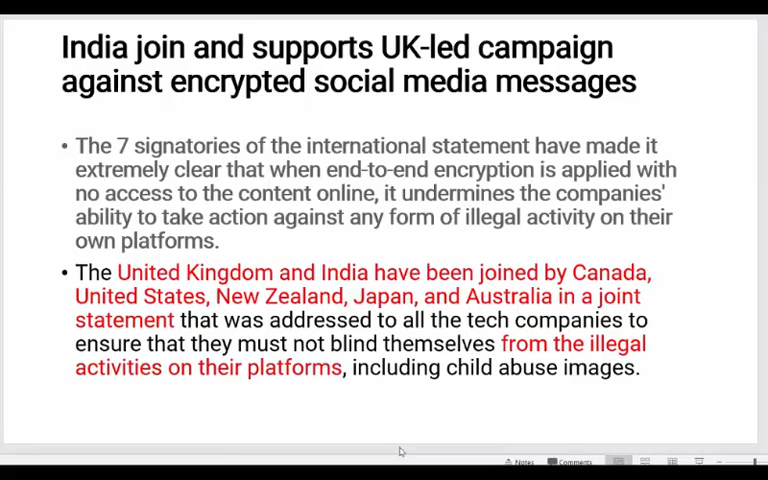 India join and supports UK-led campaign
against encrypted social media messages
• The 7 signatories of the international statement have made it
extremely clear that when end-to-end encryption is applied with
no access to the content online, it undermines the companies'
ability to take action against any form of illegal activity on their
own platforms.
• The United Kingdom and India have been joined by Canada,
United States, New Zealand, Japan, and Australia in a joint
statement that was addressed to all the tech companies to
ensure that they must not blind themselves from the illegal
activities on their platforms, including child abuse images.
Notes Comments